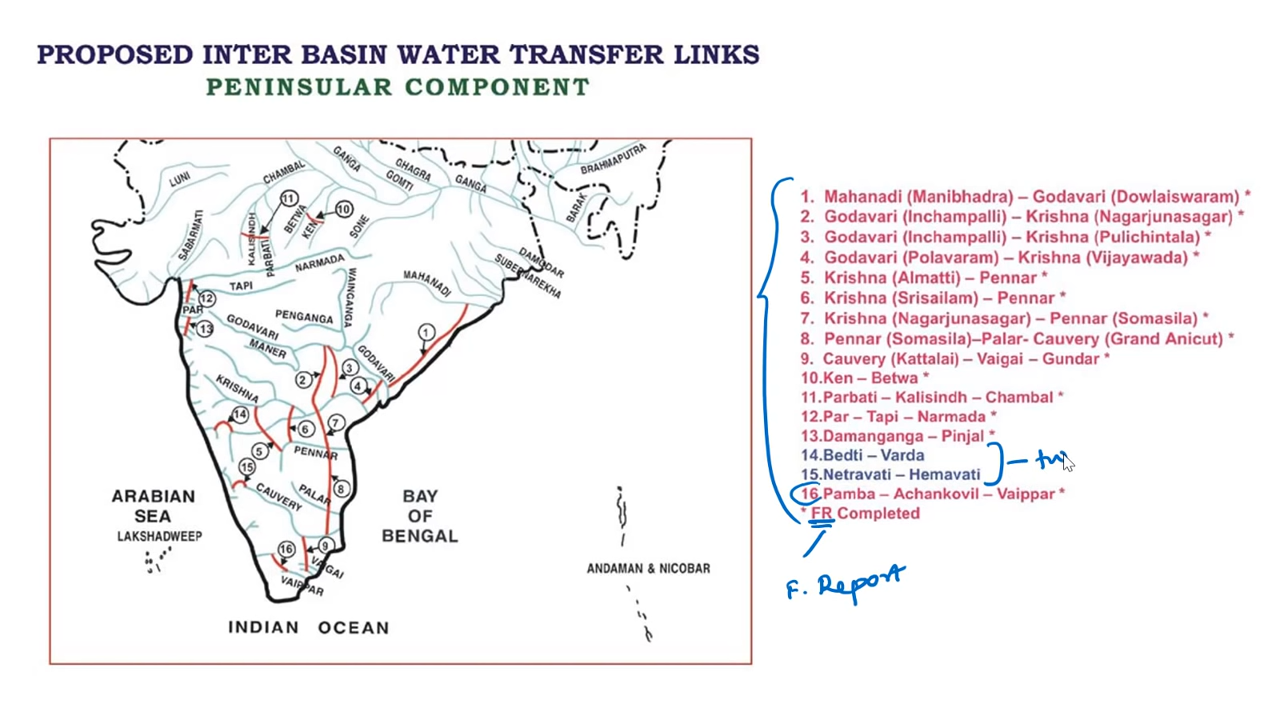 PROPOSED INTER BASIN WATER TRANSFER LINKS
PENINSULAR COMPONENT
LUNI
CHAMBAL
GANGA
GHAGRA
GOMTI
GANGA
BRAHMAPUTRA
BARAK
11
10
SABARMATI
KALISINDH
PARBATI
BETWA
KEN
SONE
NARMADA
TAPI
12
PAR
13
WAINGANGA
MAHANADI
DAMODAR
SUBERNAREKHA
PENGANGA
GODAVARI
MANER
1
GODAVARI
2
3
4
KRISHNA
14
5
6
7
PENNAR
15
CAUVERY
PALAR
8
ARABIAN
SEA
LAKSHADWEEP
BAY
OF
BENGAL
16
9
VAIGAI
VAIPPAR
ANDAMAN & NICOBAR
INDIAN OCEAN
1. Mahanadi (Manibhadra) – Godavari (Dowlaiswaram) *
2. Godavari (Inchampalli) – Krishna (Nagarjunasagar) *
3. Godavari (Inchampalli) – Krishna (Pulichintala) *
4. Godavari (Polavaram) – Krishna (Vijayawada) *
5. Krishna (Almatti) – Pennar *
6. Krishna (Srisailam) – Pennar *
7. Krishna (Nagarjunasagar) – Pennar (Somasila) *
8. Pennar (Somasila)–Palar- Cauvery (Grand Anicut) *
9. Cauvery (Kattalai) – Vaigai – Gundar *
10.Ken – Betwa *
11.Parbati – Kalisindh – Chambal *
12.Par – Tapi – Narmada *
13.Damanganga – Pinjal *
14.Bedti – Varda
15.Netravati – Hemavati
16.Pamba – Achankovil – Vaippar *
* FR Completed
F. Report